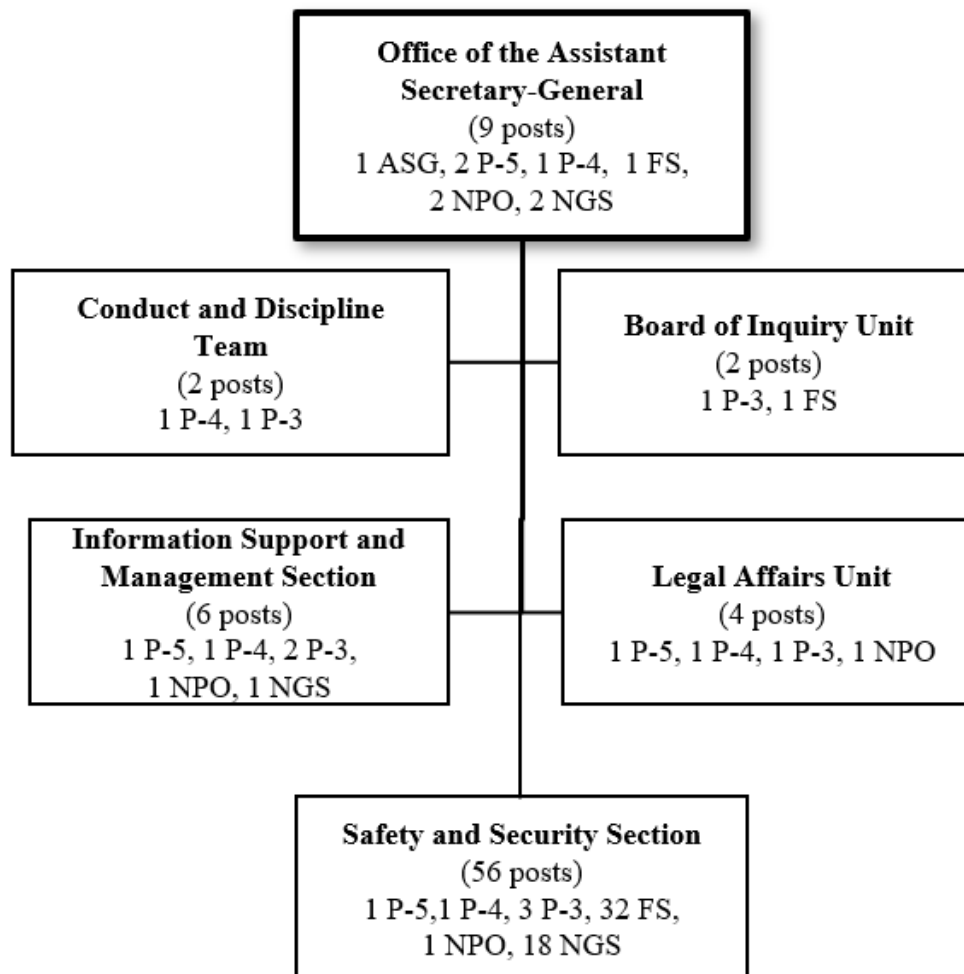 Office of the Assistant
Secretary-General
(9 posts)
1 ASG, 2 P-5, 1 P-4,  1 FS,
2 NPO, 2 NGS
Conduct and Discipline
Team
(2 posts)
1 P-4, 1 P-3
Board of Inquiry Unit
(2 posts)
1 P-3, 1 FS
Information Support and
Management Section
(6 posts)
1 P-5, 1 P-4, 2 P-3,
1 NPO, 1 NGS
Legal Affairs Unit
(4 posts)
1 P-5, 1 P-4, 1 P-3, 1 NPO
Safety and Security Section
(56 posts)
1 P-5,1 P-4, 3 P-3, 32 FS,
1 NPO, 18 NGS